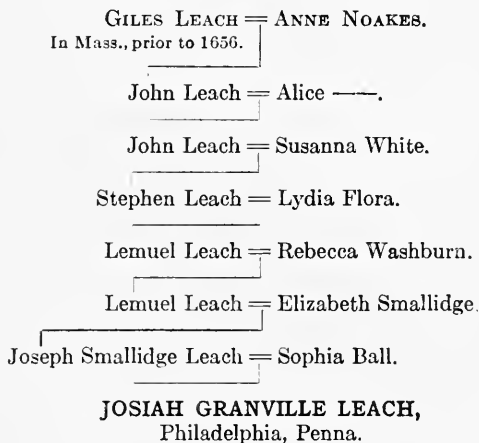 GILES LEACH = ANNE NOAKES.
In Mass., prior to 1656.
John Leach = Alice ——.
John Leach = Susanna White.
Stephen Leach = Lydia Flora.
Lemuel Leach = Rebecca Washburn.
Lemuel Leach = Elizabeth Smallidge.
Joseph Smallidge Leach = Sophia Ball.
JOSIAH GRANVILLE LEACH,
Philadelphia, Penna.